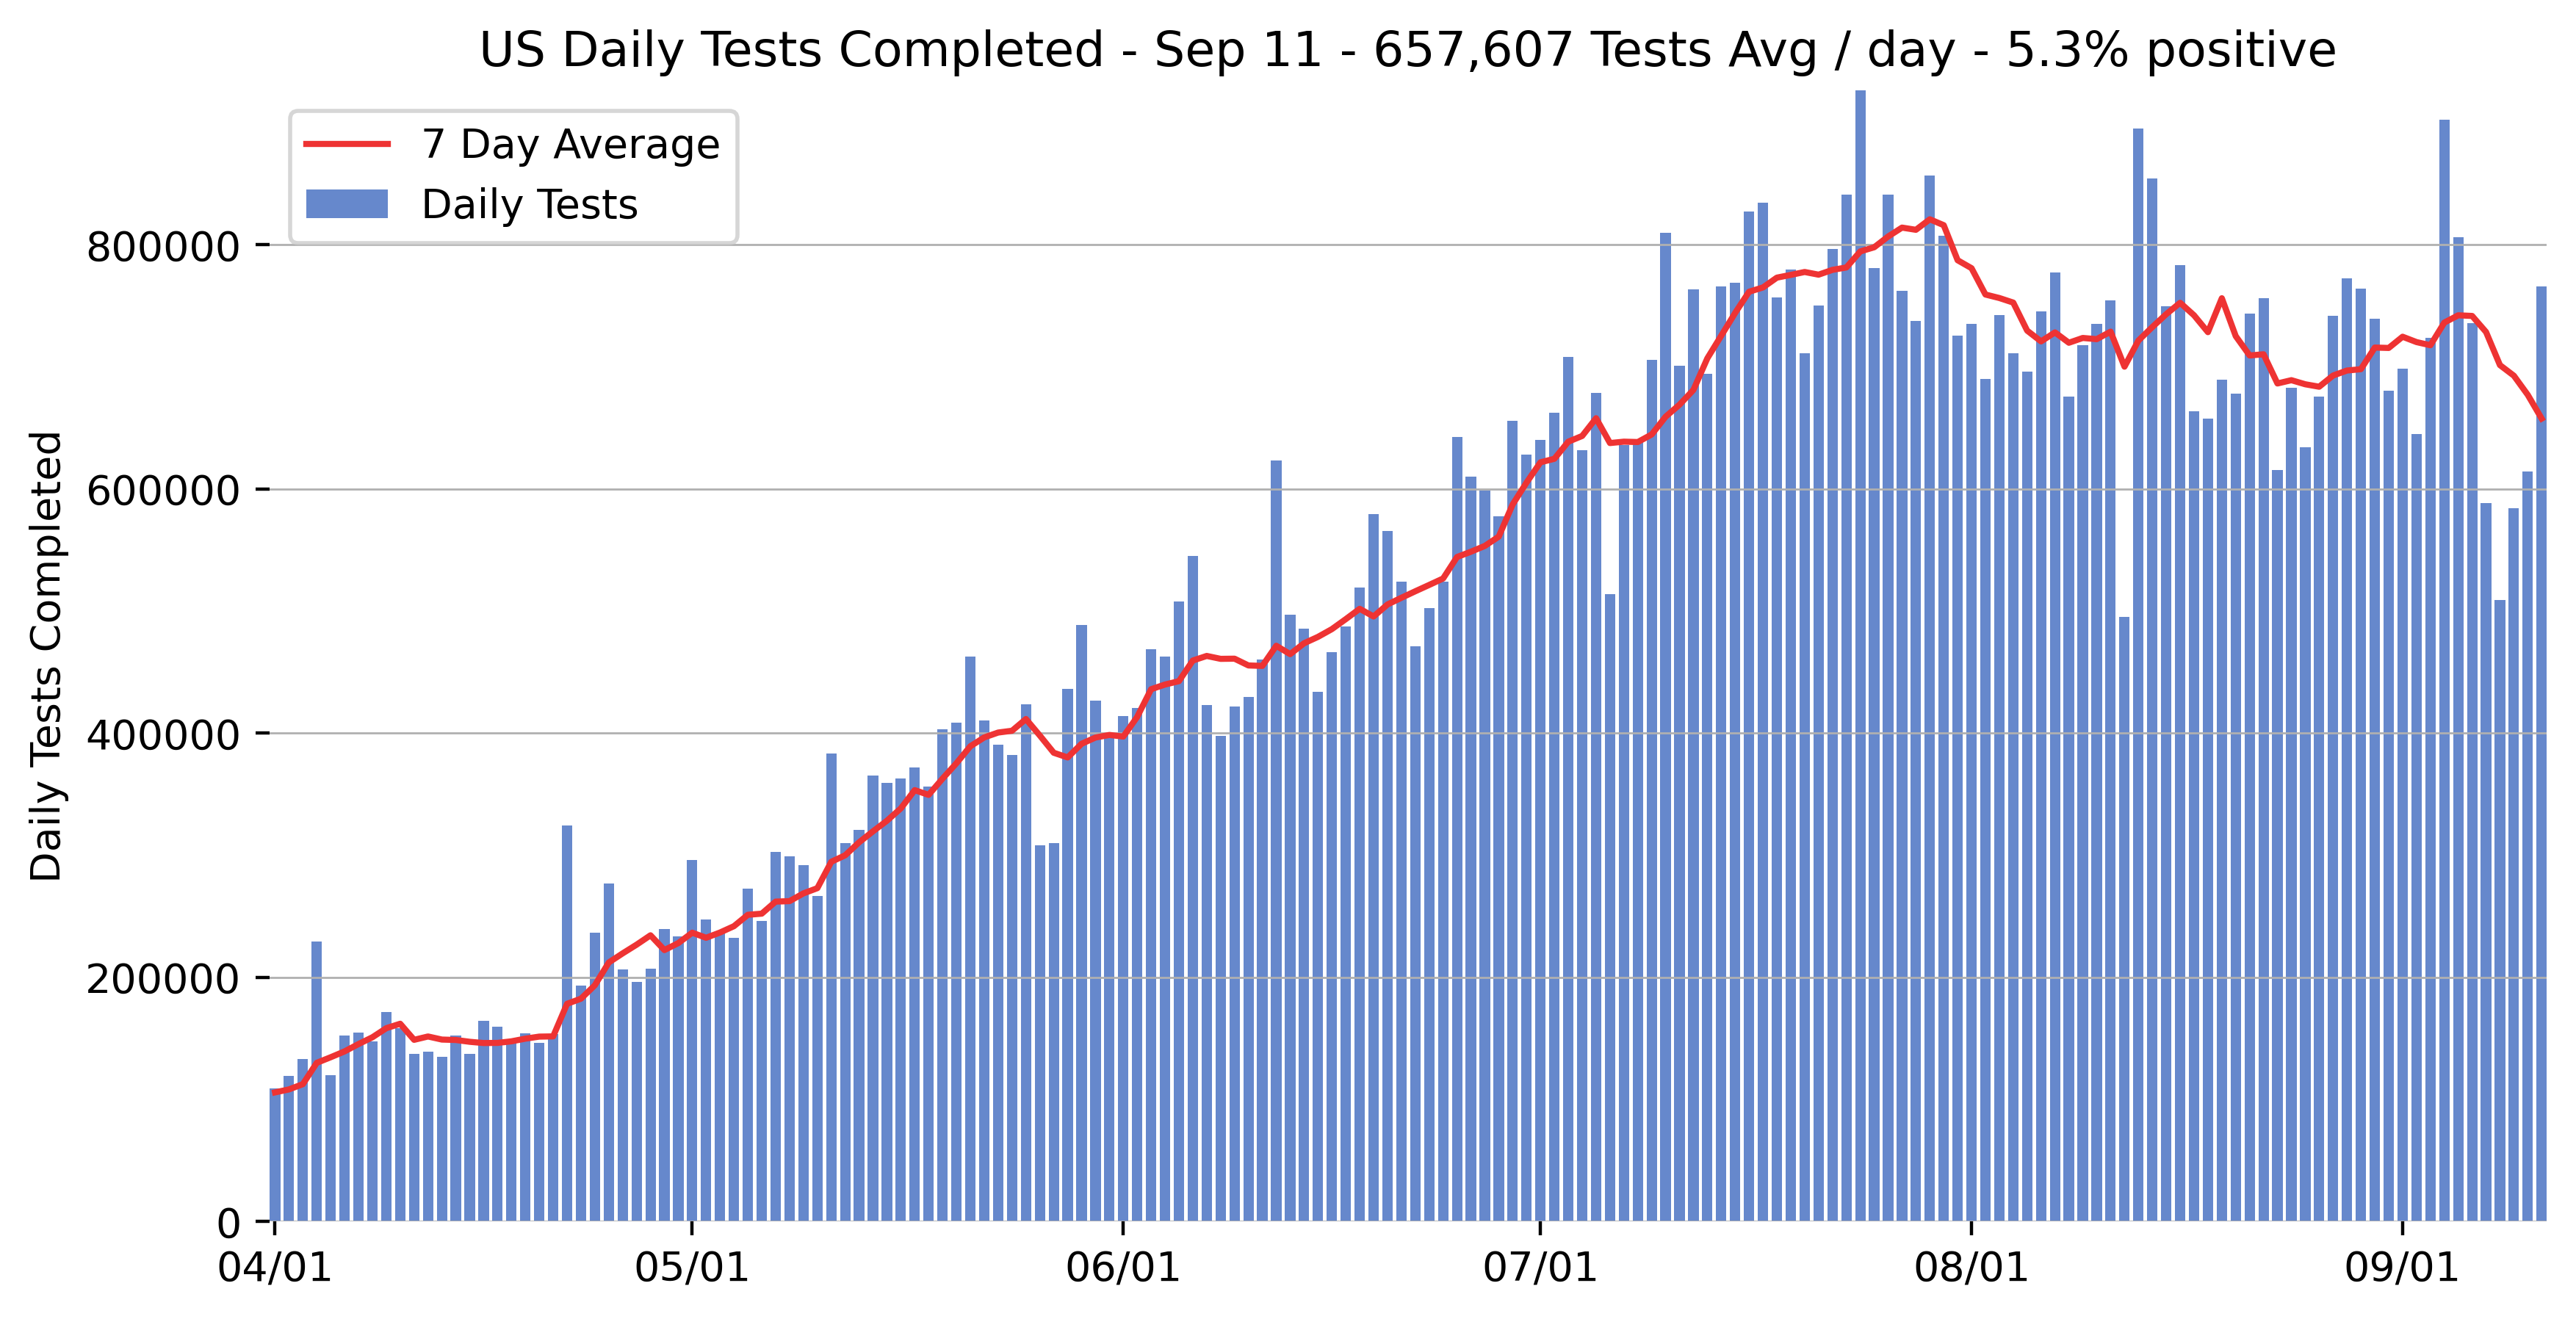 US Daily Tests Completed - Sep 11 - 657,607 Tests Avg / day - 5.3% positive
7 Day Average
Daily Tests
Daily Tests Completed
800000
600000
400000
200000
0
04/01
05/01
06/01
07/01
08/01
09/01